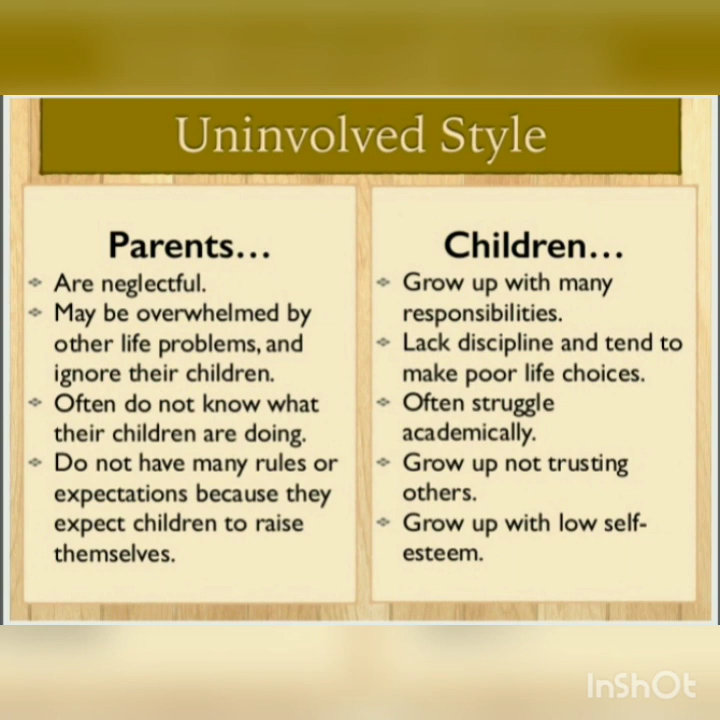 Uninvolved Style
Parents...
Are neglectful.
May be overwhelmed by
other life problems, and
ignore their children.
Often do not know what
their children are doing.
Do not have many rules or
expectations because they
expect children to raise
themselves.
Children...
Grow up with many
responsibilities.
Lack discipline and tend to
make poor life choices.
Often struggle
academically.
Grow up not trusting
others.
Grow up with low self-
esteem.
InShOt